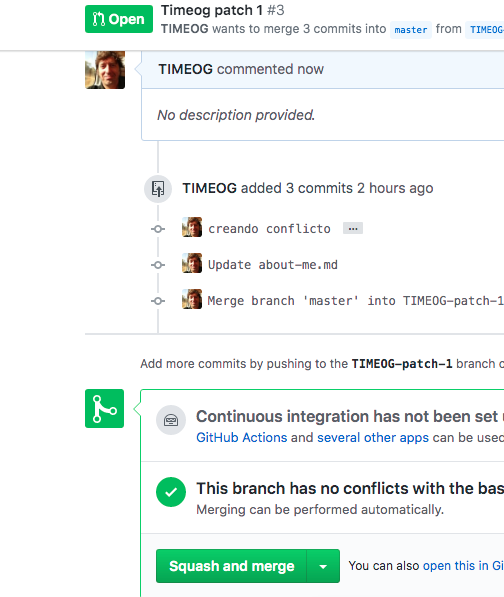 Open
Timeog patch 1 #3
TIMEOG wants to merge 3 commits into master from TIMEOG
TIMEOG commented now
No description provided.
TIMEOG added 3 commits 2 hours ago
creando conflicto ...
Update about-me.md
Merge branch 'master' into TIMEOG-patch-1
Add more commits by pushing to the TIMEOG-patch-1 branch
Continuous integration has not been set
GitHub Actions and several other apps can be used
This branch has no conflicts with the bas
Merging can be performed automatically.
Squash and merge
You can also open this in Gi